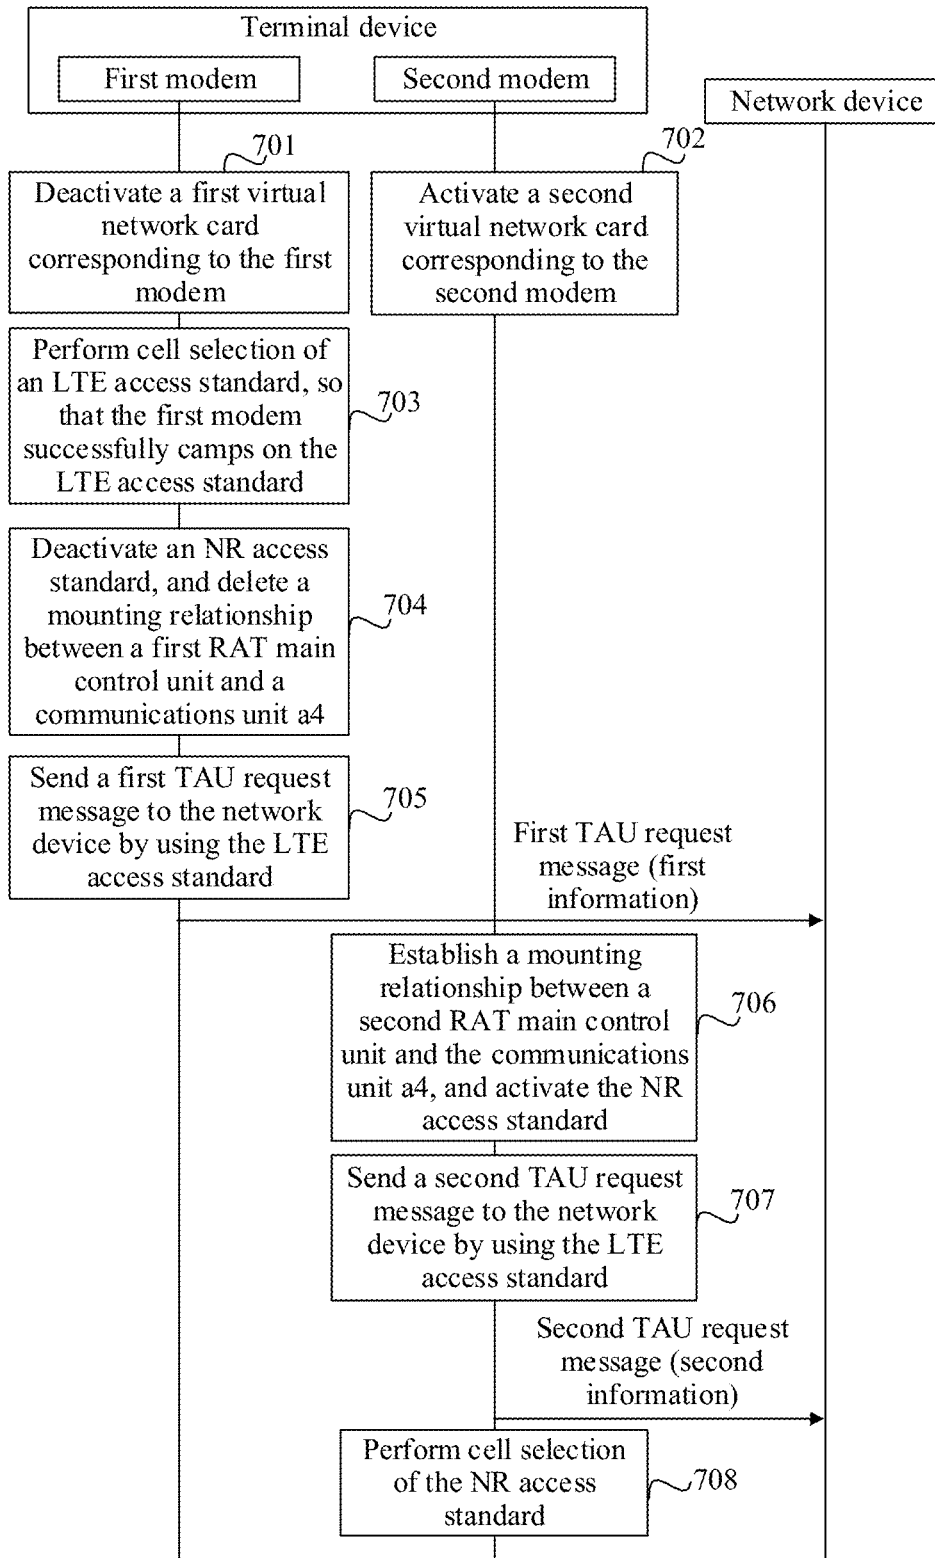 Terminal device
First modem
Second modem
Network device
701
Deactivate a first virtual
network card
corresponding to the first
modem
702
Activate a second
virtual network card
corresponding to the
second modem
Perform cell selection of
an LTE access standard, so
that the first modem
successfully camps on the
LTE access standard
703
Deactivate an NR access
standard, and delete a
mounting relationship
between a first RAT main
control unit and a
communications unit a4
704
Send a first TAU request
message to the network
device by using the LTE
access standard
705
First TAU request
message (first
information)
Establish a mounting
relationship between a
second RAT main control
unit and the communications
unit a4, and activate the NR
access standard
706
Send a second TAU request
message to the network
device by using the LTE
access standard
707
Second TAU request
message (second
information)
Perform cell selection
of the NR access
standard
708